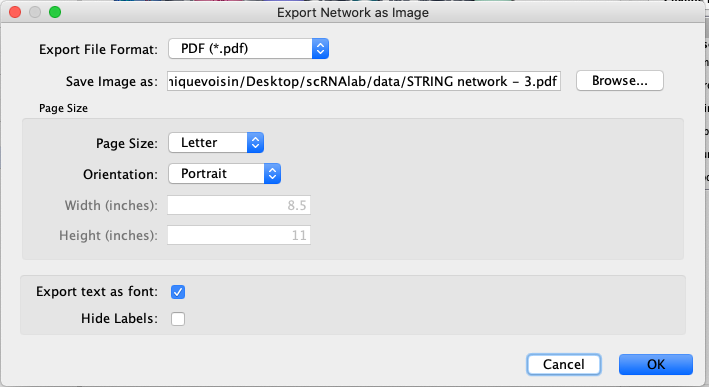 Export Network as Image
Export File Format: PDF (*.pdf)
Save Image as: niquevoisin/Desktop/scRNAlab/data/STRING network - 3.pdf Browse...
Page Size
Page Size: Letter
Orientation: Portrait
Width (inches): 8.5
Height (inches): 11
Export text as font:
Hide Labels:
Cancel OK